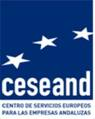 ceseand
CENTRO DE SERVICIOS EUROPEOS
PARA LAS EMPRESAS ANDALUZAS